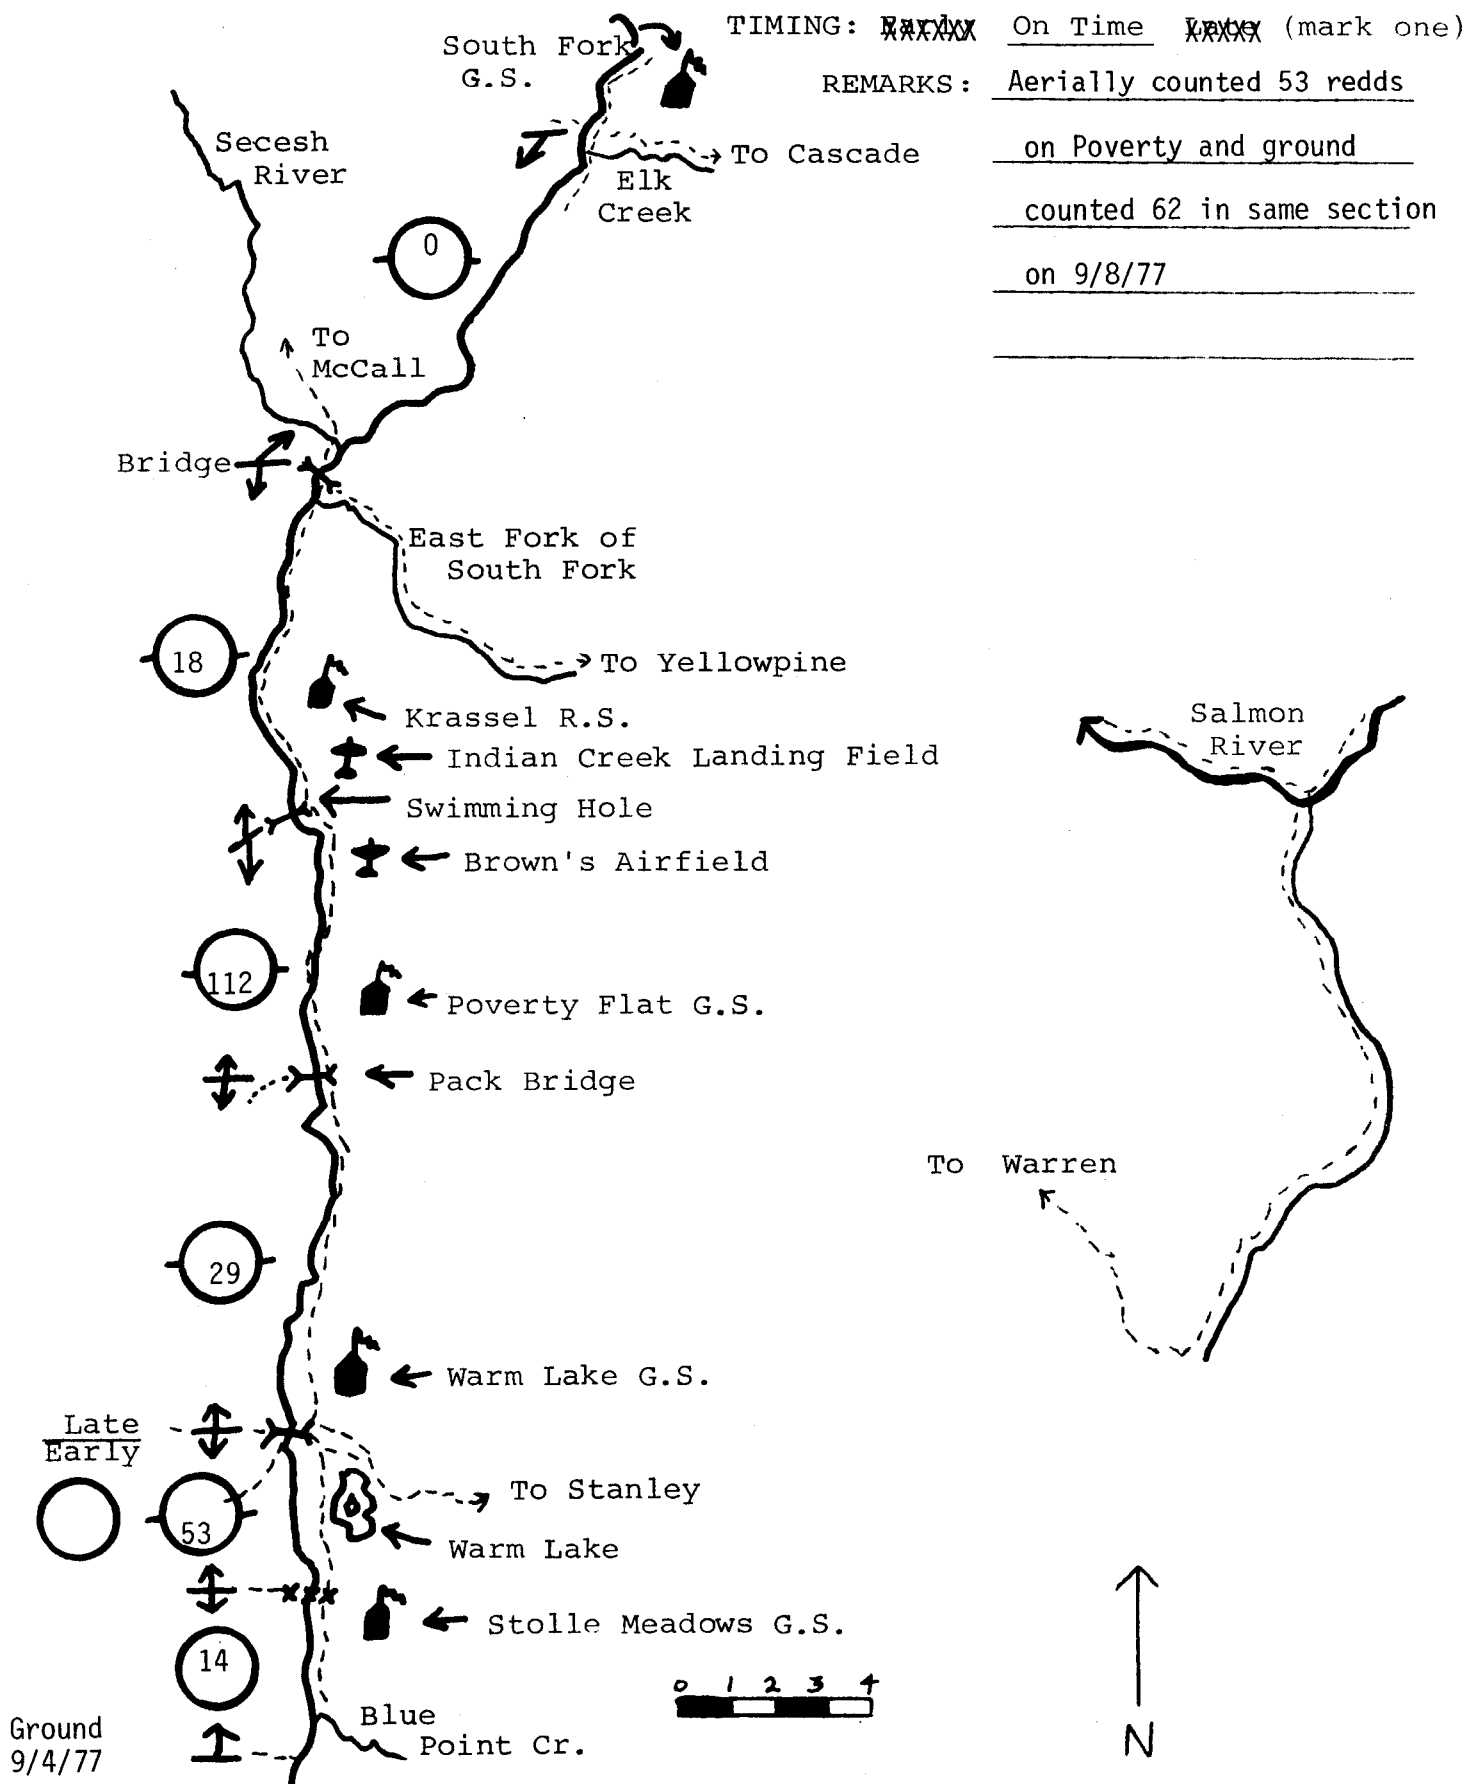 TIMING: Early On Time Late (mark one)
REMARKS: Aerially counted 53 redds
on Poverty and ground
counted 62 in same section
on 9/8/77
South Fork
G.S.
Secesh
River
To Cascade
Elk
Creek
0
To
McCall
Bridge
East Fork of
South Fork
18
To Yellowpine
Krassel R.S.
Indian Creek Landing Field
Swimming Hole
Brown's Airfield
112
Poverty Flat G.S.
Pack Bridge
Salmon
River
To Warren
29
Warm Lake G.S.
Late
Early
53
To Stanley
Warm Lake
Stolle Meadows G.S.
14
0 1 2 3 4
Blue
Point Cr.
Ground
9/4/77
N